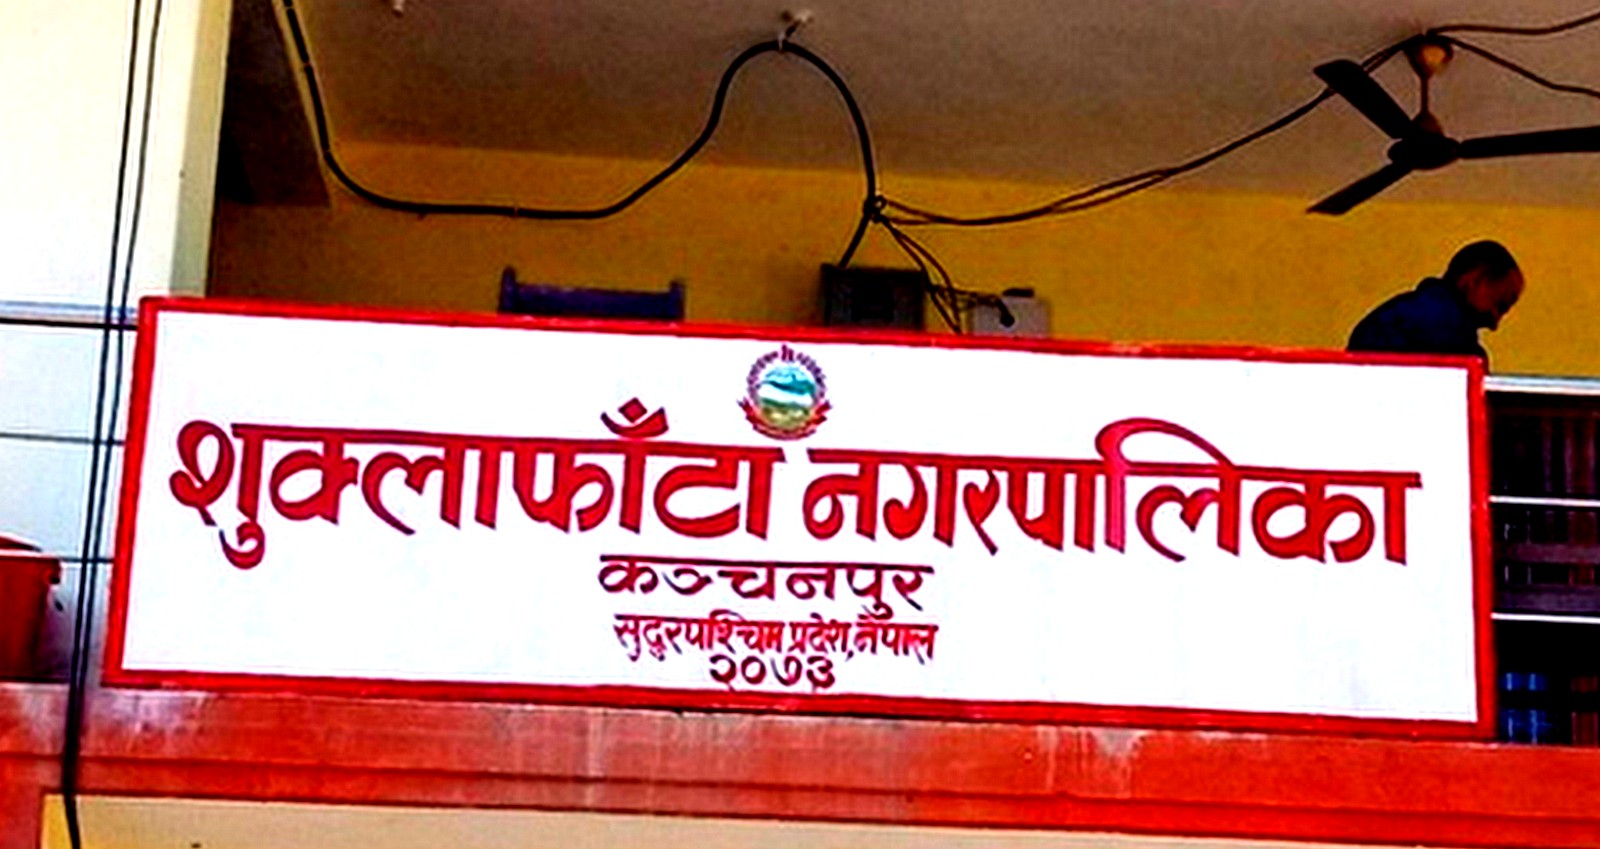 शुक्लाफाँटा नगरपालिका
कञ्चनपुर
सुदुरपश्चिम प्रदेश, नेपाल
२०७३